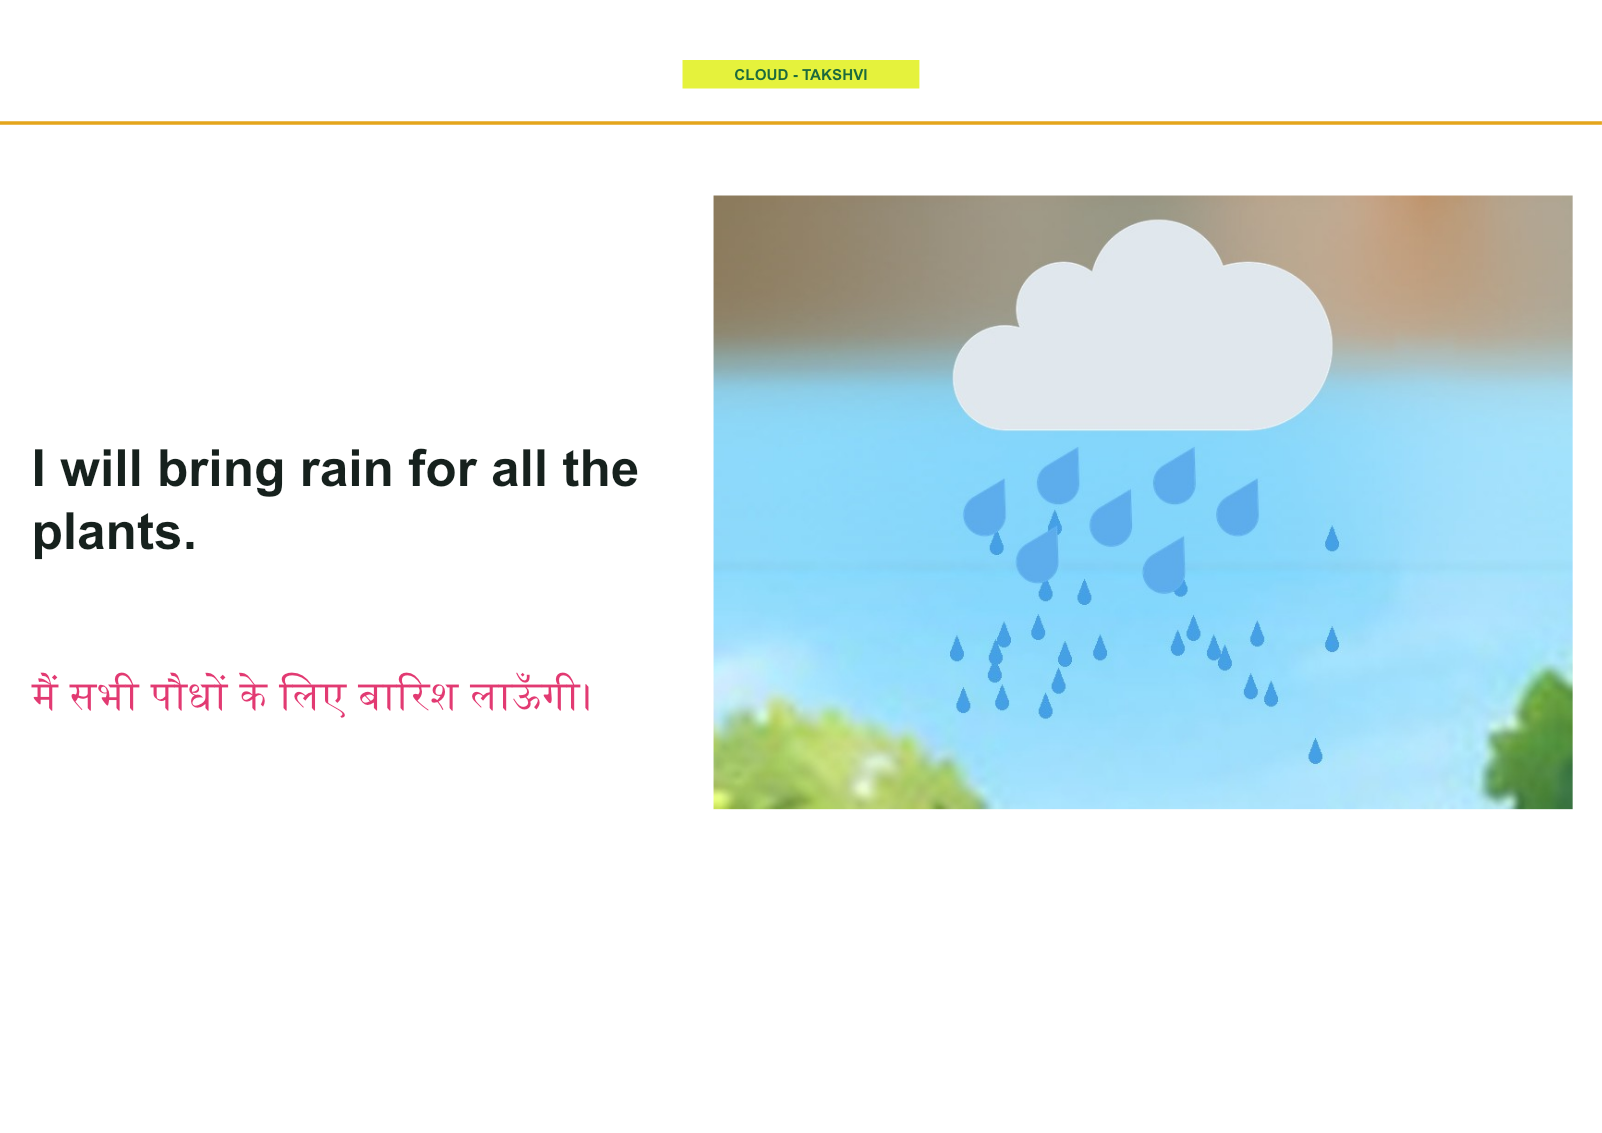 CLOUD - TAKSHVI
I will bring rain for all the
plants.
मैं सभी पौधों के लिए बारिश लाऊँगी।